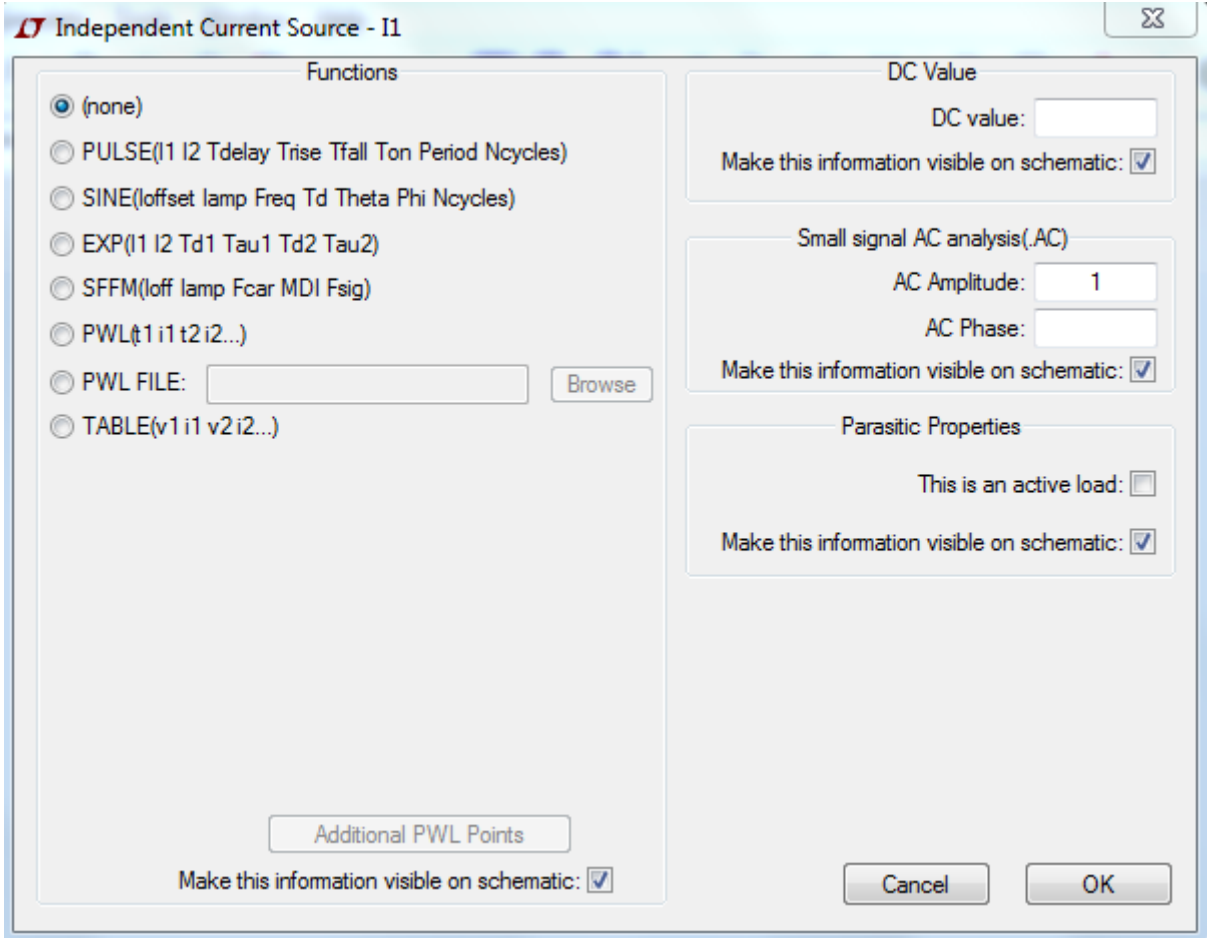 Independent Current Source - I1
Functions
(none)
PULSE(I1 I2 Tdelay Trise Tfall Ton Period Ncycles)
SINE(Ioffset Iamp Freq Td Theta Phi Ncycles)
EXP(I1 I2 Td1 Tau1 Td2 Tau2)
SFFM(Ioff Iamp Fcar MDI Fsig)
PWL(t1 i1 t2 i2...)
PWL FILE:
Browse
TABLE(v1 i1 v2 i2...)
Additional PWL Points
Make this information visible on schematic:
DC Value
DC value:
Make this information visible on schematic:
Small signal AC analysis(.AC)
AC Amplitude: 1
AC Phase:
Make this information visible on schematic:
Parasitic Properties
This is an active load:
Make this information visible on schematic:
Cancel
OK